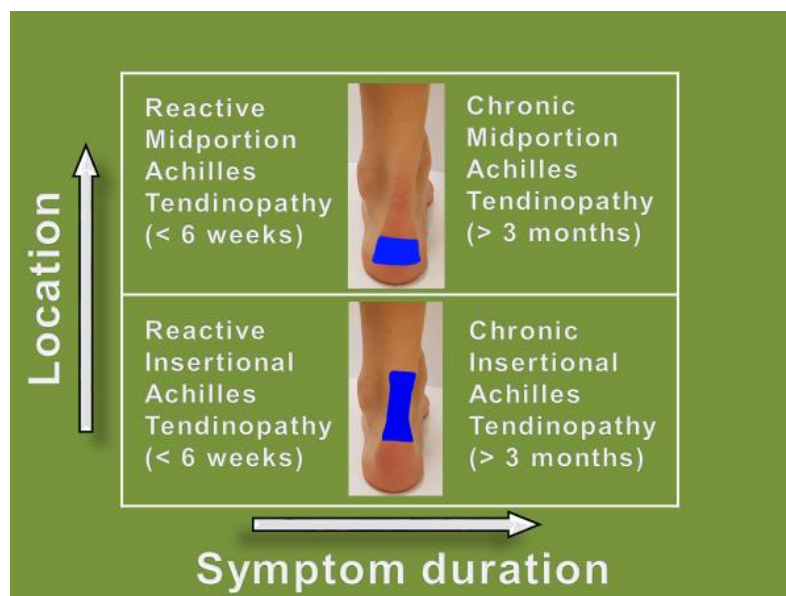 Reactive
Midportion
Achilles
Tendinopathy
(< 6 weeks)
Chronic
Midportion
Achilles
Tendinopathy
(> 3 months)
Reactive
Insertional
Achilles
Tendinopathy
(< 6 weeks)
Chronic
Insertional
Achilles
Tendinopathy
(> 3 months)
Location
Symptom duration